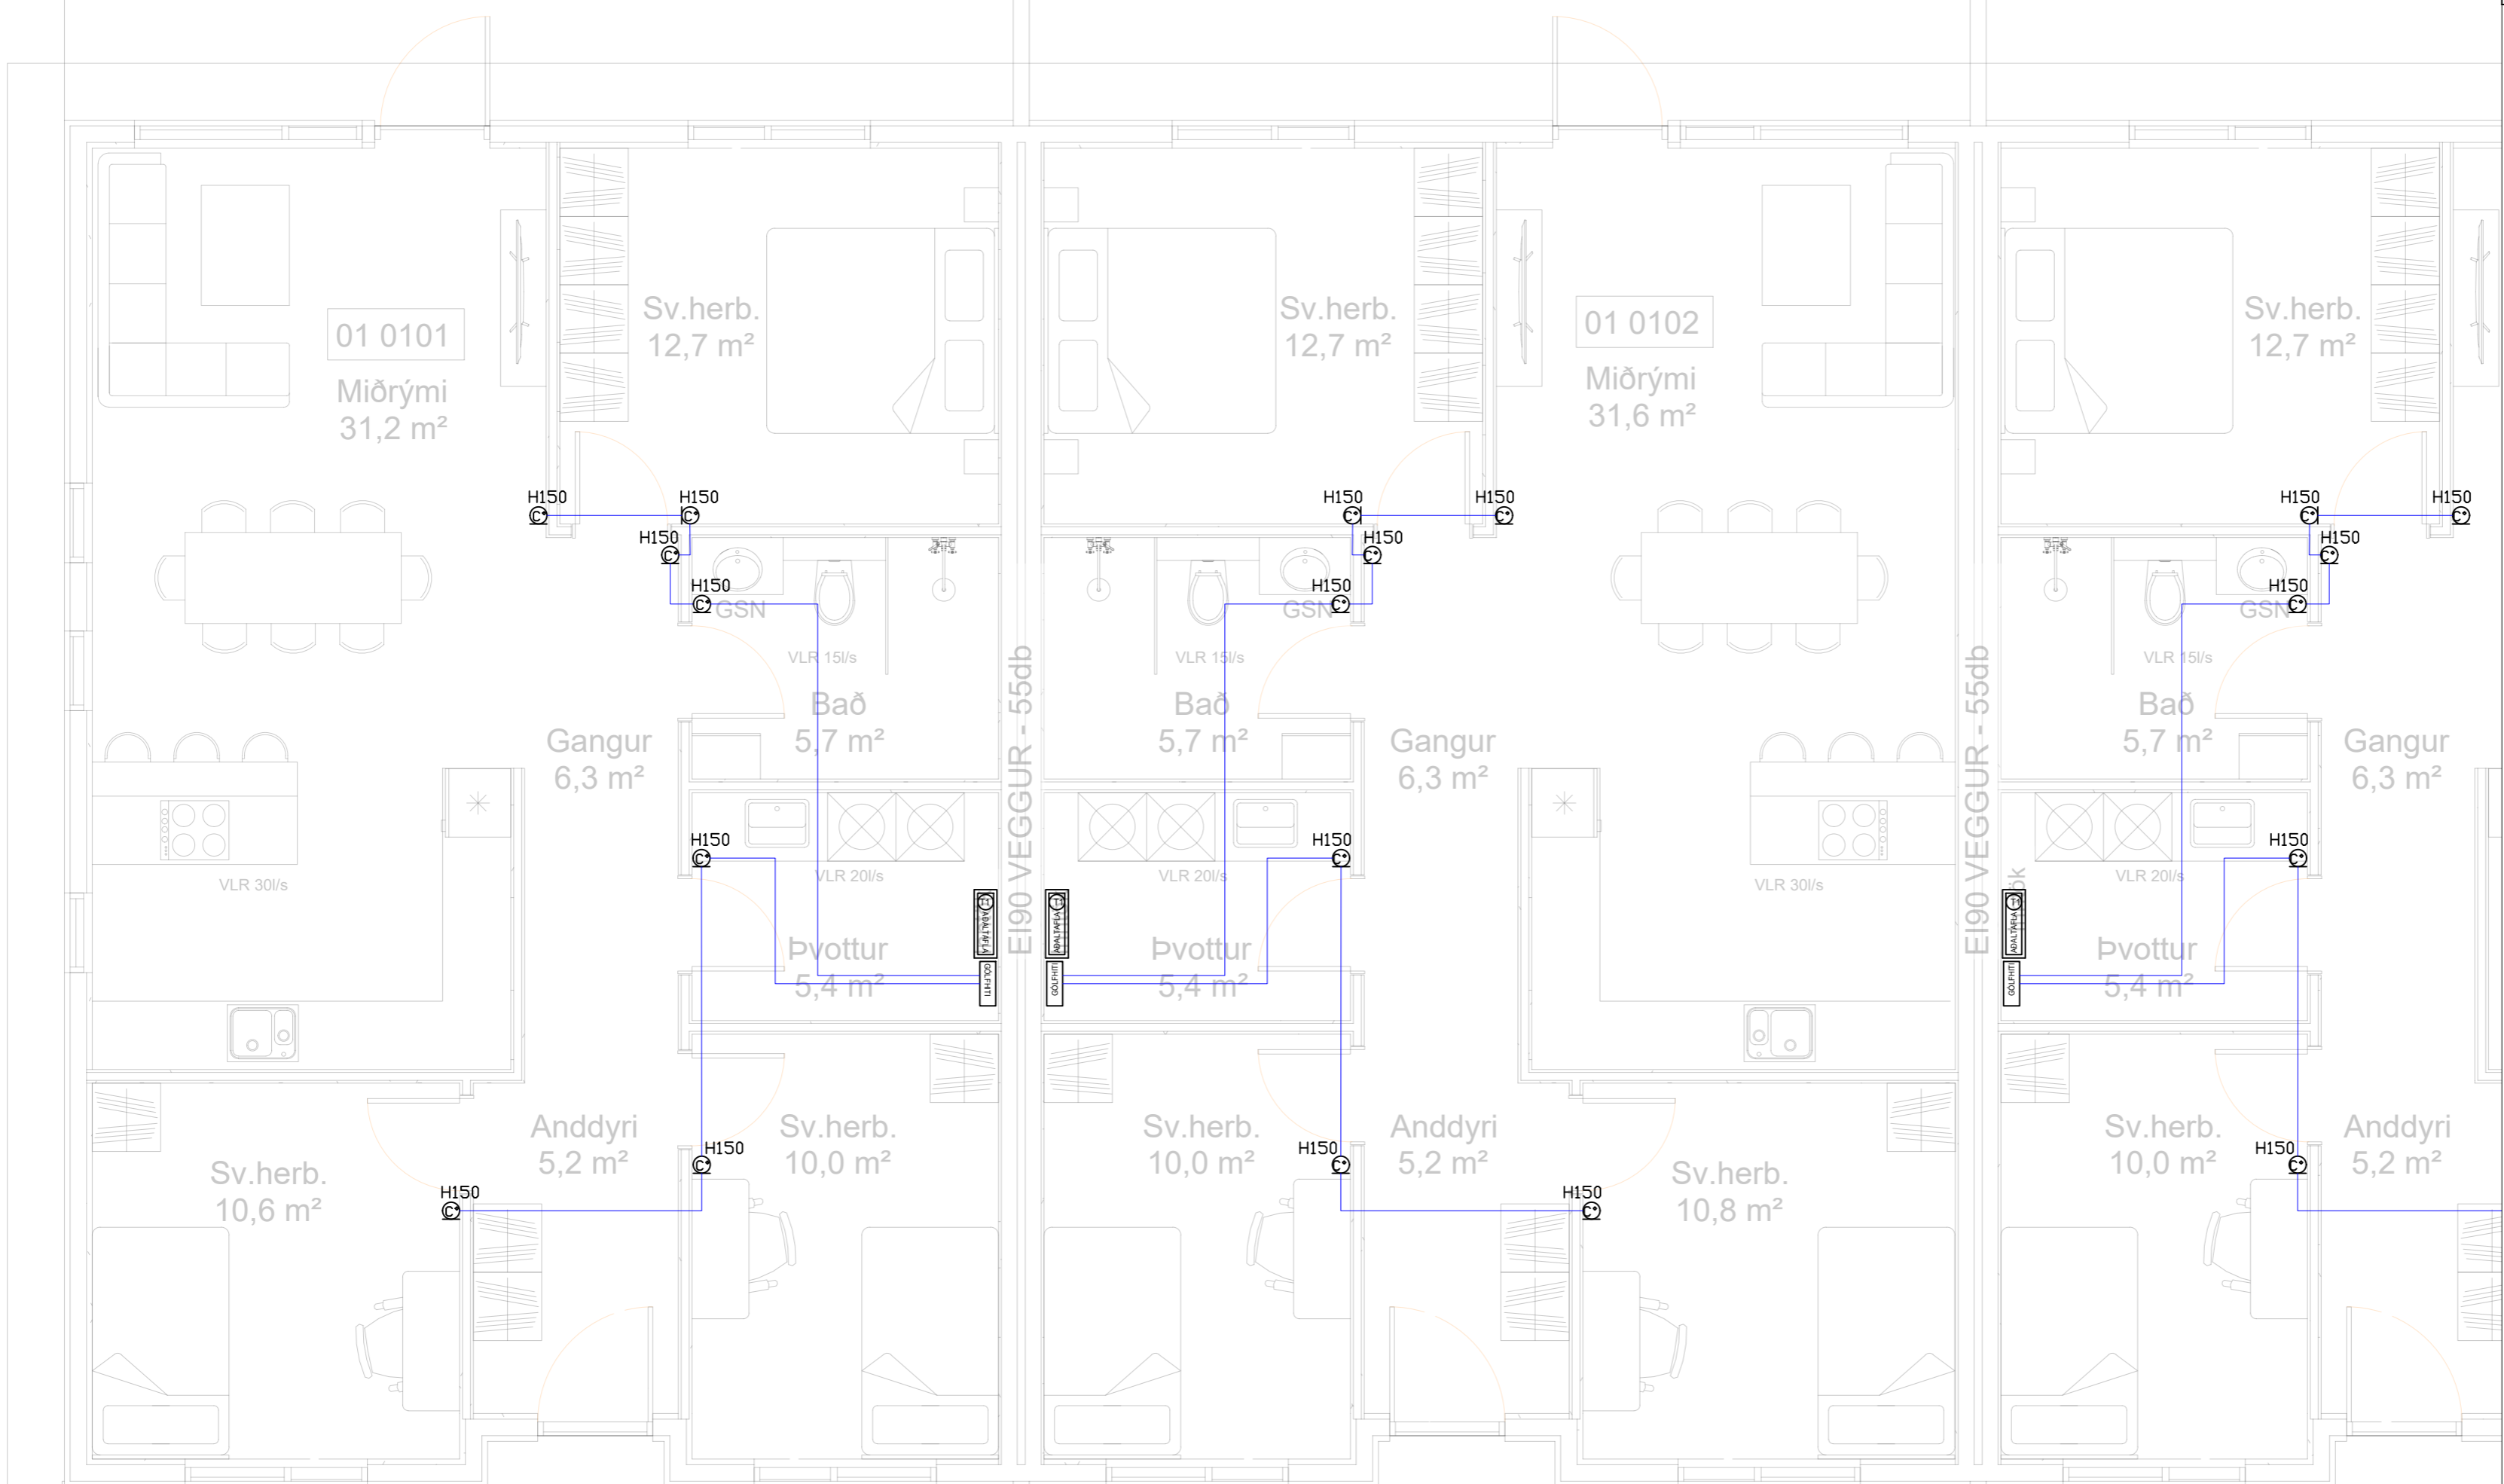 01 0101
Miðrými
31,2 m²
Sv.herb.
12,7 m²
Sv.herb.
12,7 m²
01 0102
Miðrými
31,6 m²
Sv.herb.
12,7 m²
H150
H150
H150
H150
H150
H150
H150
H150
H150
H150
H150
H150
GSN
GSN
GSN
VLR 15l/s
VLR 15l/s
VLR 15l/s
Bað
5,7 m²
Bað
5,7 m²
Bað
5,7 m²
EI90 VEGGUR - 55db
EI90 VEGGUR - 55db
Gangur
6,3 m²
Gangur
6,3 m²
Gangur
6,3 m²
H150
H150
H150
VLR 30l/s
VLR 20l/s
VLR 20l/s
VLR 30l/s
VLR 20l/s
AÐALTAFLA
AÐALTAFLA
AÐALTAFLA
GÓLFHITI
GÓLFHITI
GÓLFHITI
Þvottur
5,4 m²
Þvottur
5,4 m²
Þvottur
5,4 m²
Anddyri
5,2 m²
Sv.herb.
10,0 m²
Sv.herb.
10,0 m²
Anddyri
5,2 m²
Sv.herb.
10,0 m²
Anddyri
5,2 m²
H150
H150
H150
Sv.herb.
10,6 m²
H150
H150
Sv.herb.
10,8 m²